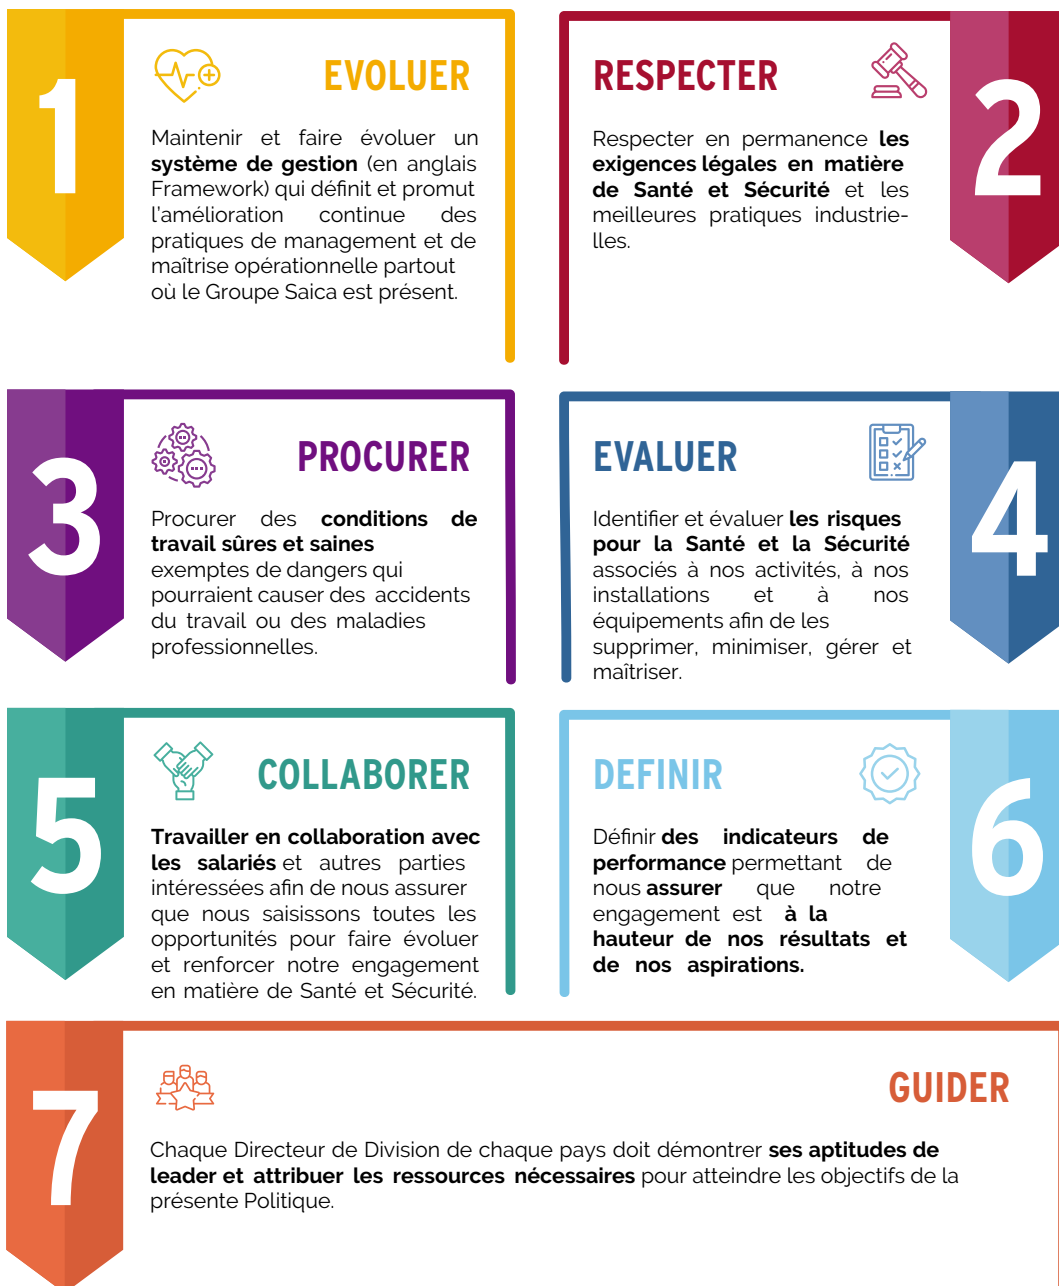 1
EVOLUER
Maintenir et faire évoluer un
système de gestion (en anglais
Framework) qui définit et promut
l'amélioration continue des
pratiques de management et de
maîtrise opérationnelle partout
où le Groupe Saica est présent.
RESPECTER
2
Respecter en permanence les
exigences légales en matière
de Santé et Sécurité et les
meilleures pratiques industrie-
lles.
3
PROCURER
Procurer des conditions de
travail sûres et saines
exemptes de dangers qui
pourraient causer des accidents
du travail ou des maladies
professionnelles.
EVALUER
4
Identifier et évaluer les risques
pour la Santé et la Sécurité
associés à nos activités, à nos
installations et à nos
équipements afin de les
supprimer, minimiser, gérer et
maîtriser.
5
COLLABORER
Travailler en collaboration avec
les salariés et autres parties
intéressées afin de nous assurer
que nous saisissons toutes les
opportunités pour faire évoluer
et renforcer notre engagement
en matière de Santé et Sécurité.
DEFINIR
6
Définir des indicateurs de
performance permettant de
nous assurer que notre
engagement est à la
hauteur de nos résultats et
de nos aspirations.
7
GUIDER
Chaque Directeur de Division de chaque pays doit démontrer ses aptitudes de
leader et attribuer les ressources nécessaires pour atteindre les objectifs de la
présente Politique.